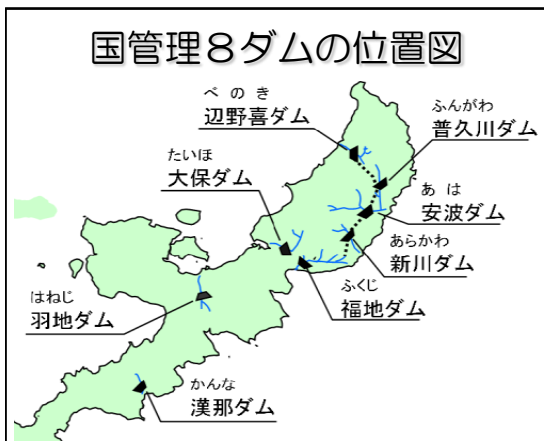 国管理８ダムの位置図
べのき
辺野喜ダム
ふんがわ
普久川ダム
たいほ
大保ダム
あは
安波ダム
あらかわ
新川ダム
ふくじ
福地ダム
はねじ
羽地ダム
かんな
漢那ダム